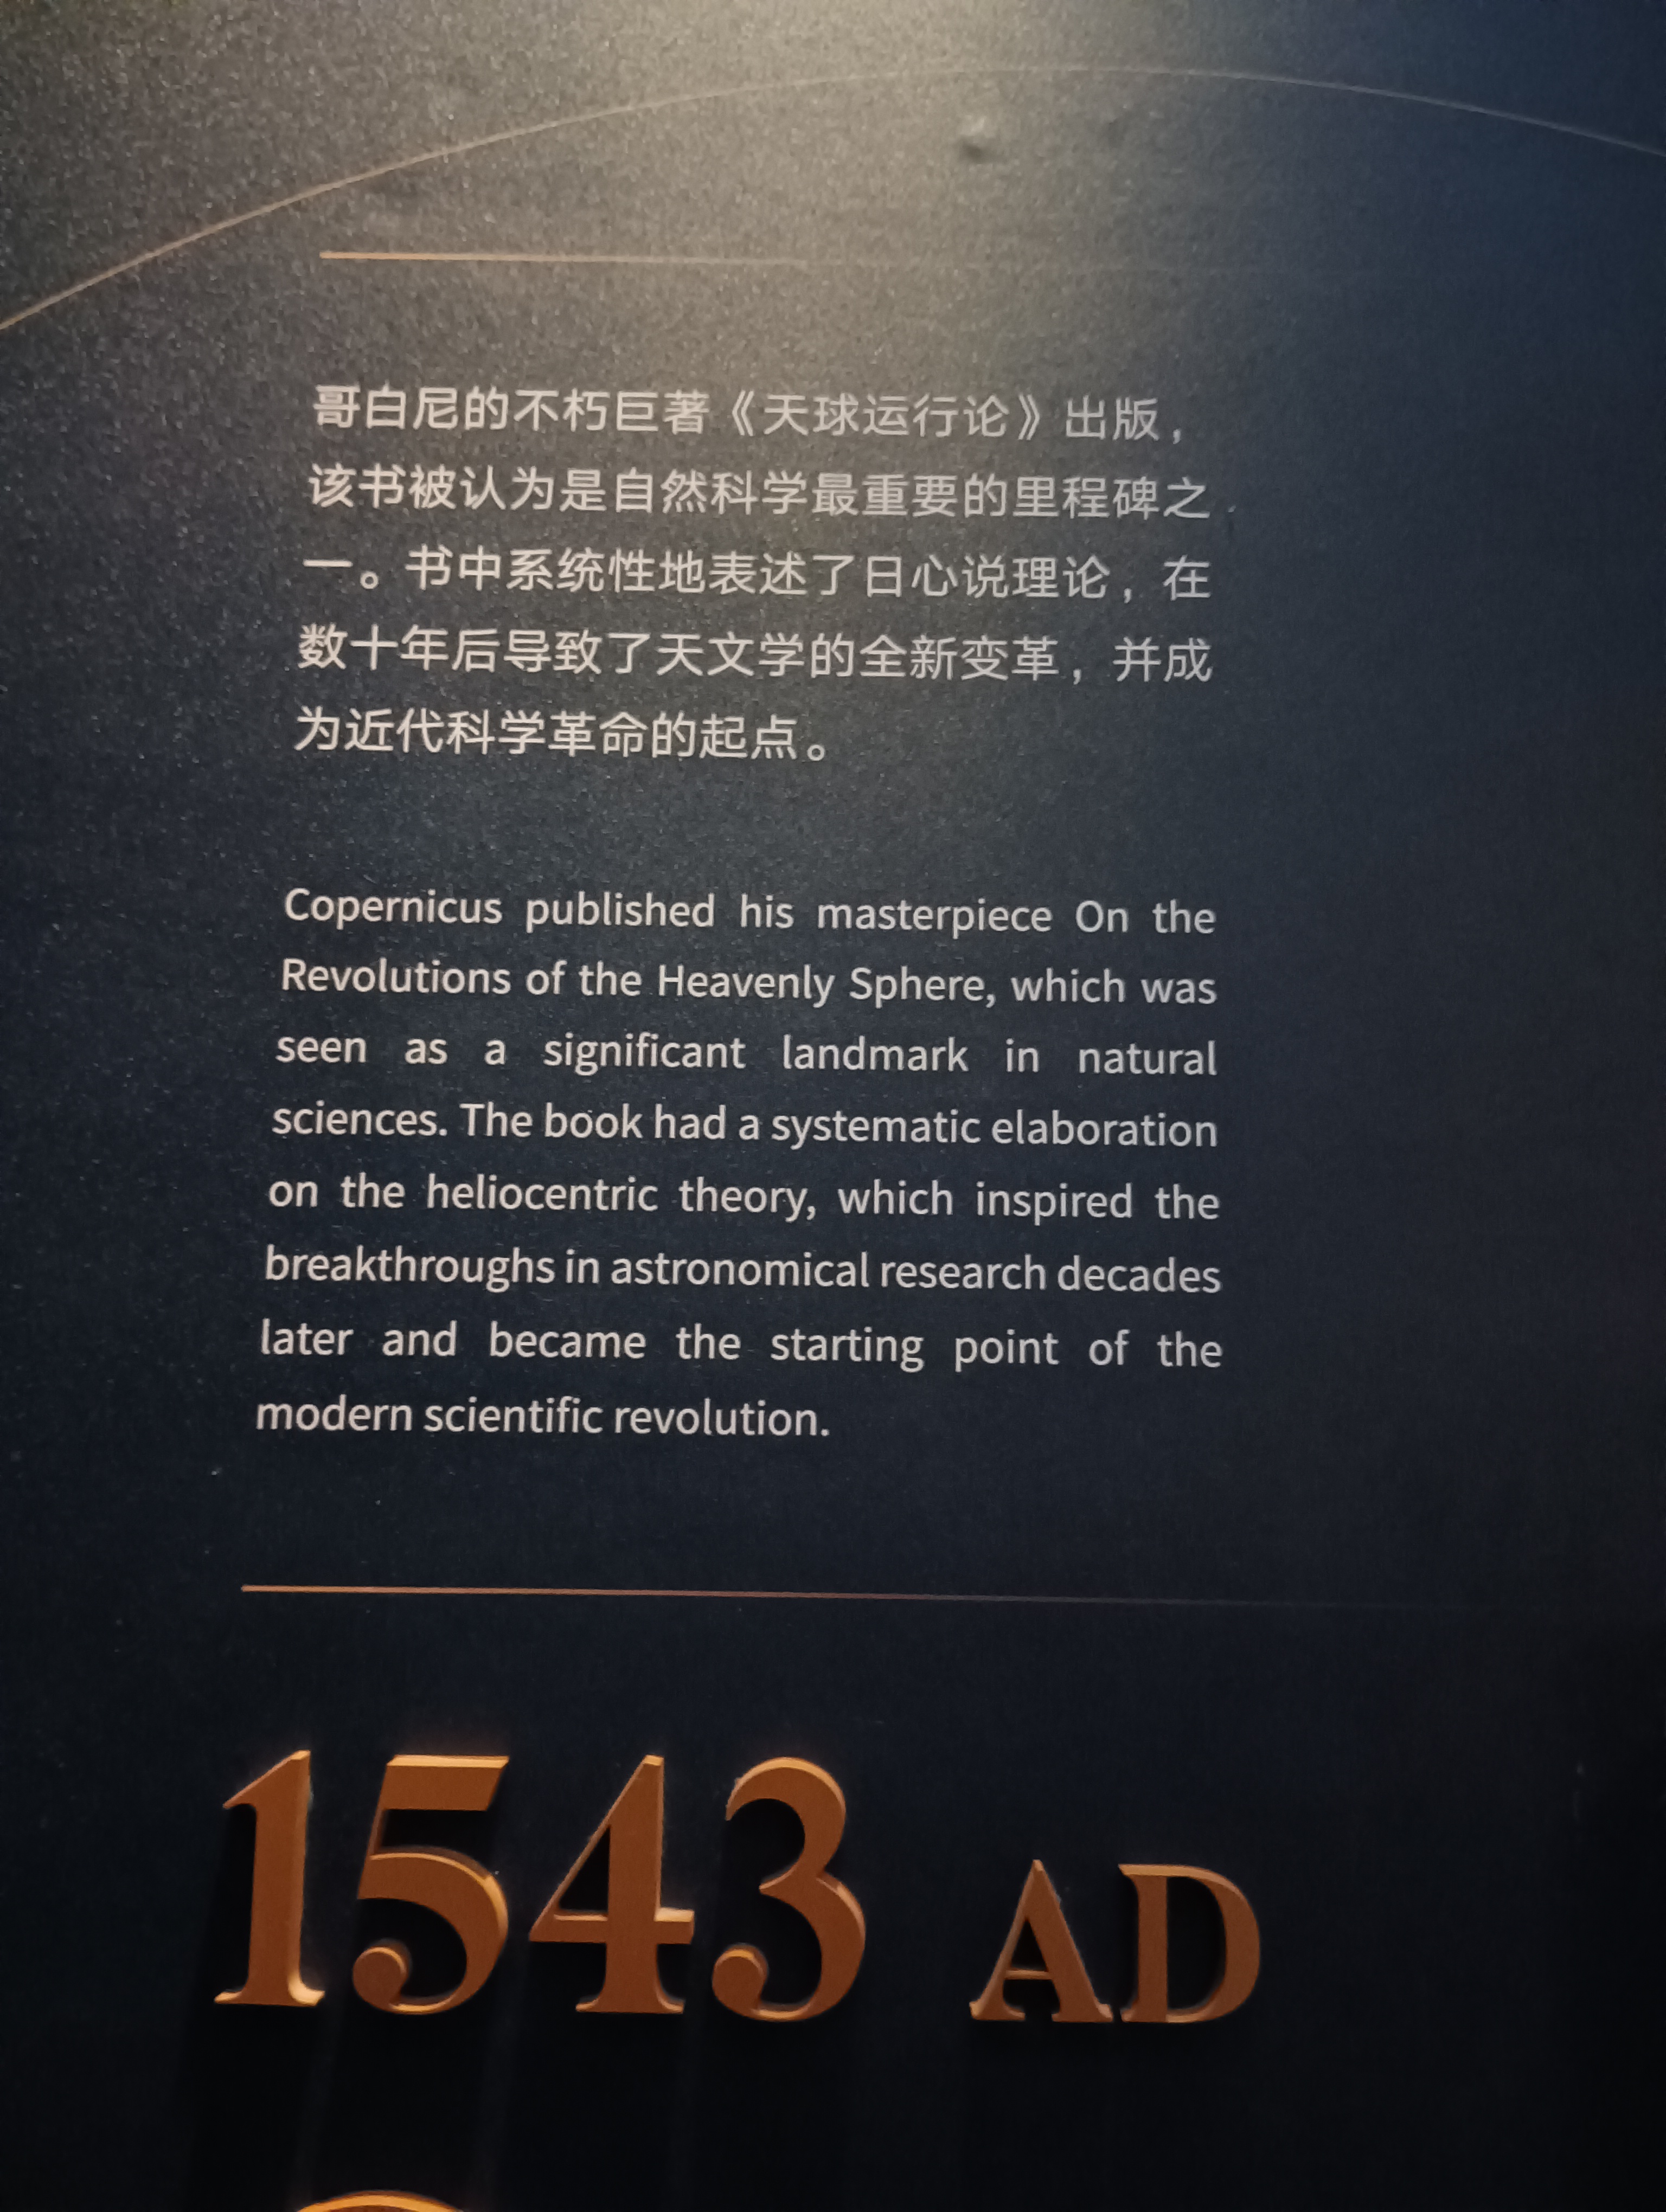 哥白尼的不朽巨著《天球运行论》出版，
该书被认为是自然科学最重要的里程碑之
一。书中系统性地表述了日心说理论，在
数十年后导致了天文学的全新变革，并成
为近代科学革命的起点。
Copernicus published his masterpiece On the
Revolutions of the Heavenly Sphere, which was
seen as a significant landmark in natural
sciences. The book had a systematic elaboration
on the heliocentric theory, which inspired the
breakthroughs in astronomical research decades
later and became the starting point of the
modern scientific revolution.
1543 AD